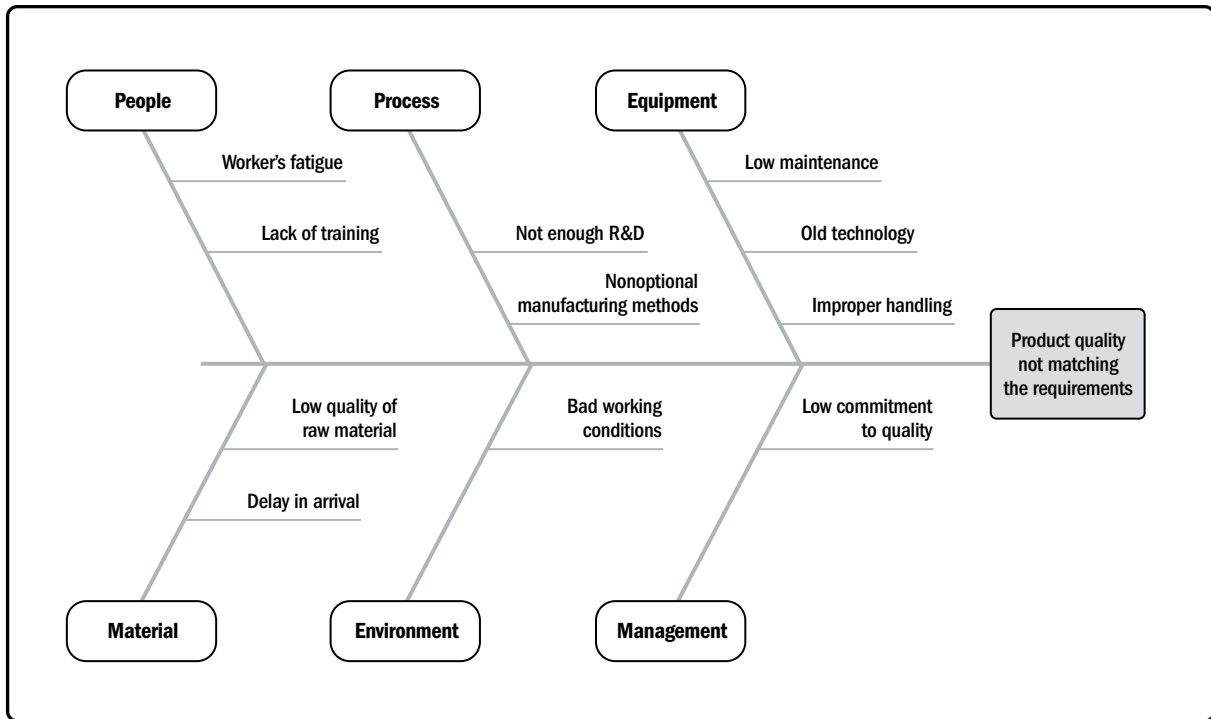 People
Process
Equipment
Worker's fatigue
Low maintenance
Lack of training
Not enough R&D
Old technology
Nonoptional
manufacturing methods
Improper handling
Product quality
not matching
the requirements
Low quality of
raw material
Bad working
conditions
Low commitment
to quality
Delay in arrival
Material
Environment
Management